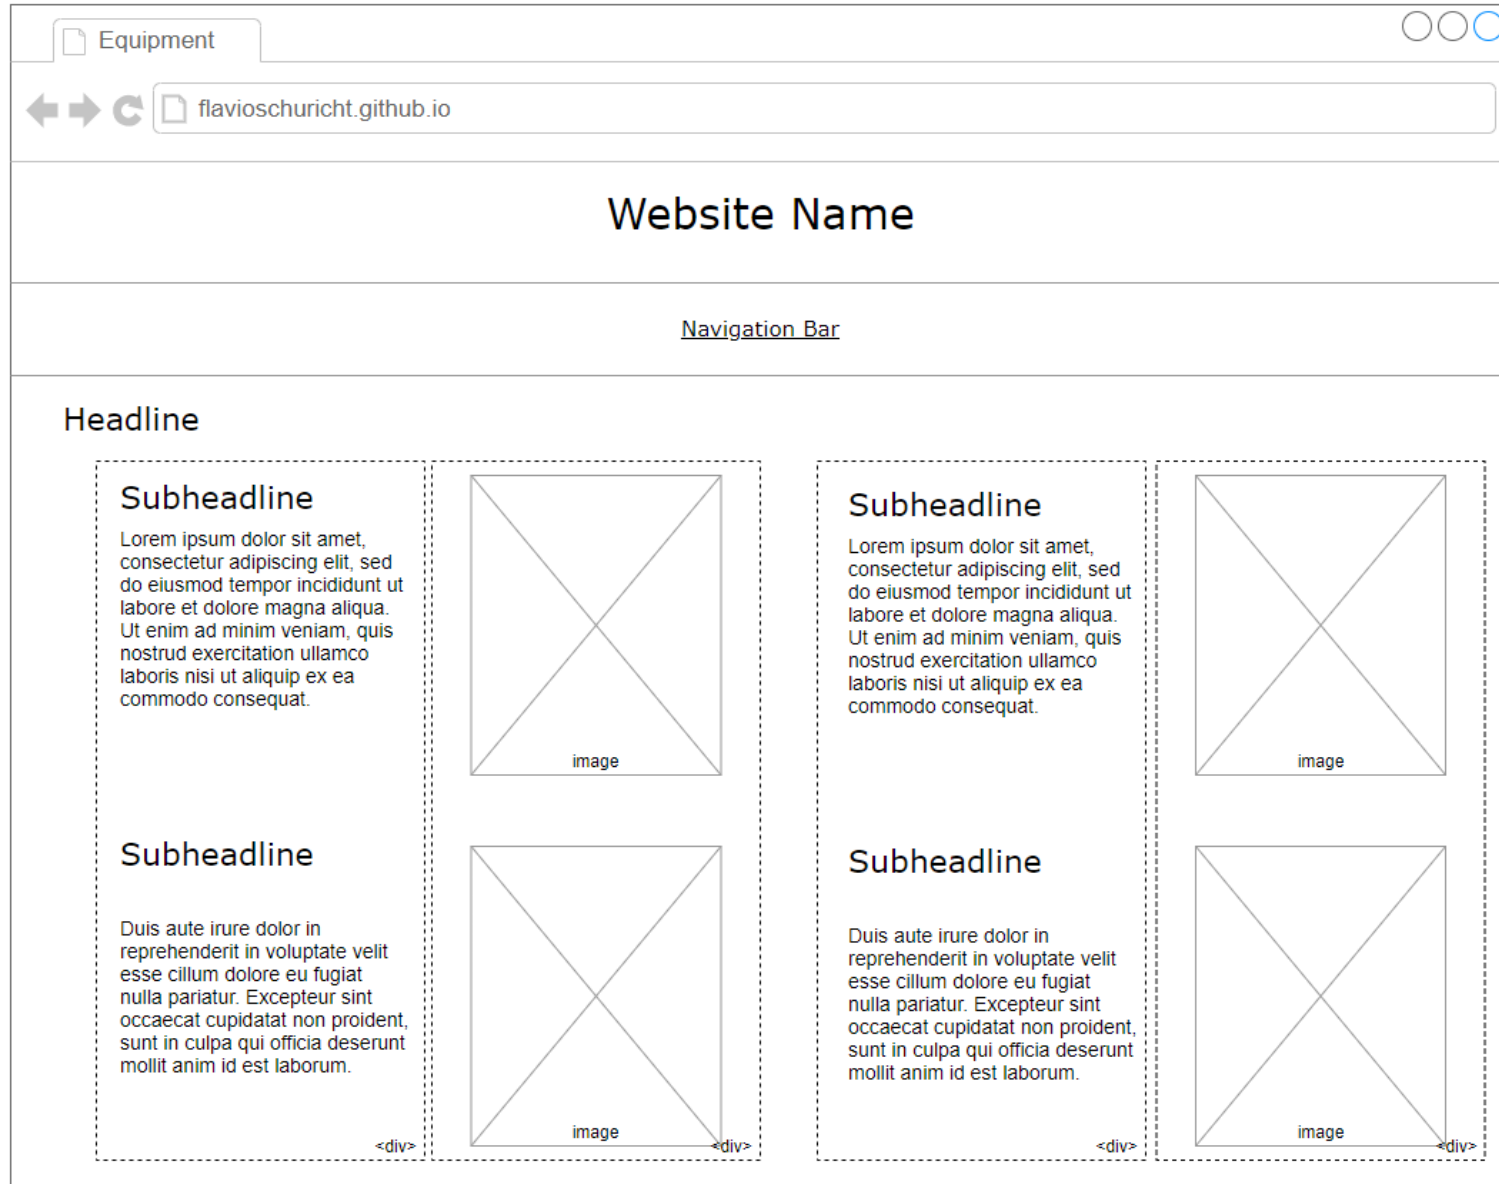 Equipment
flavioschuricht.github.io
Website Name
Navigation Bar
Headline
Subheadline
Lorem ipsum dolor sit amet,
consectetur adipiscing elit, sed
do eiusmod tempor incididunt ut
labore et dolore magna aliqua.
Ut enim ad minim veniam, quis
nostrud exercitation ullamco
laboris nisi ut aliquip ex ea
commodo consequat.
Subheadline
Duis aute irure dolor in
reprehenderit in voluptate velit
esse cillum dolore eu fugiat
nulla pariatur. Excepteur sint
occaecat cupidatat non proident,
sunt in culpa qui officia deserunt
mollit anim id est laborum.
<div>
image
image
<div>
Subheadline
Lorem ipsum dolor sit amet,
consectetur adipiscing elit, sed
do eiusmod tempor incididunt ut
labore et dolore magna aliqua.
Ut enim ad minim veniam, quis
nostrud exercitation ullamco
laboris nisi ut aliquip ex ea
commodo consequat.
Subheadline
Duis aute irure dolor in
reprehenderit in voluptate velit
esse cillum dolore eu fugiat
nulla pariatur. Excepteur sint
occaecat cupidatat non proident,
sunt in culpa qui officia deserunt
mollit anim id est laborum.
<div>
image
image
<div>